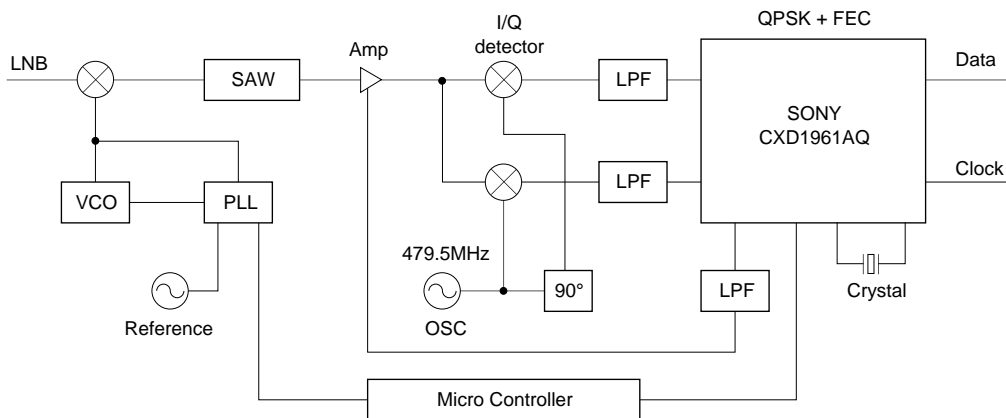 QPSK + FEC
I/Q
detector
Amp
LNB
SAW
LPF
Data
SONY
CXD1961AQ
LPF
Clock
VCO
PLL
479.5MHz
90°
LPF
Crystal
Reference
OSC
Micro Controller